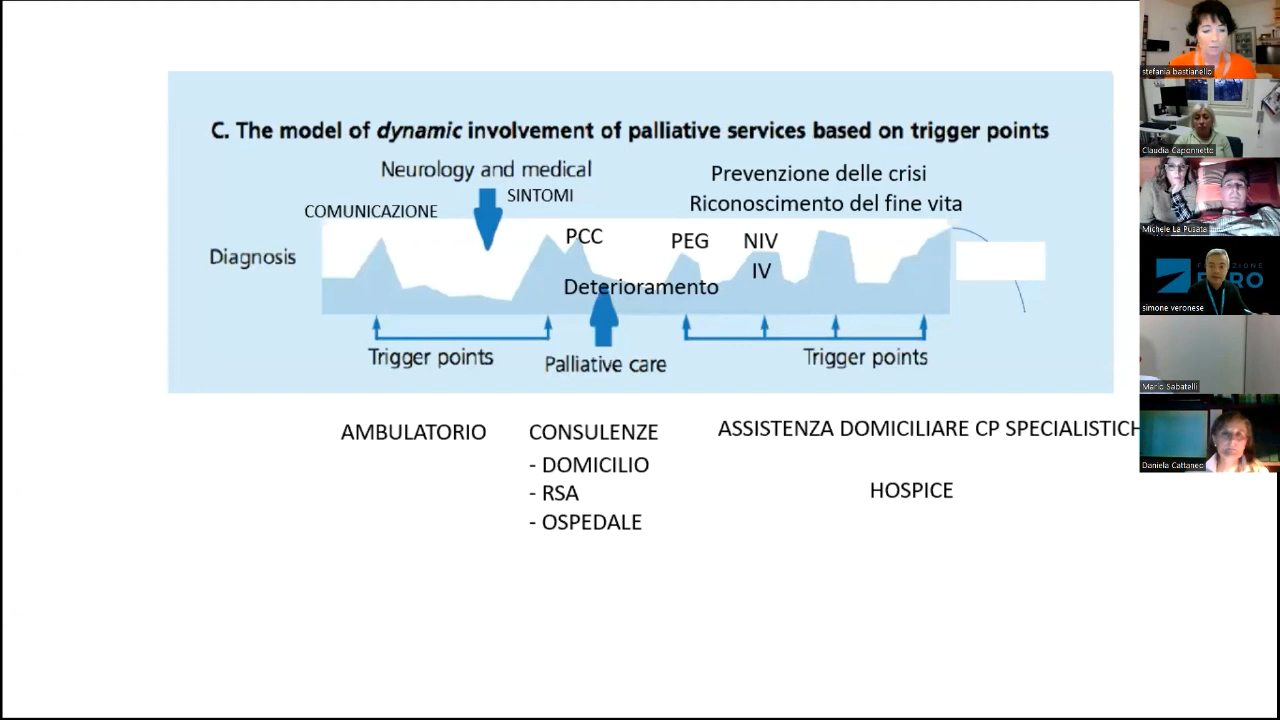 C. The model of dynamic involvement of palliative services based on trigger points
Neurology and medical
SINTOMI
Prevenzione delle crisi
Riconoscimento del fine vita
COMUNICAZIONE
PCC
PEG
NIV
IV
Diagnosis
Deterioramento
Trigger points
Palliative care
Trigger points
AMBULATORIO
CONSULENZE
- DOMICILIO
- RSA
- OSPEDALE
ASSISTENZA DOMICILIARE CP SPECIALISTICH
HOSPICE
stefania bastianello
Claudia Caponnetto
Michele La Pusata
simone veronese
Mario Sabatelli
Daniela Cattaneo